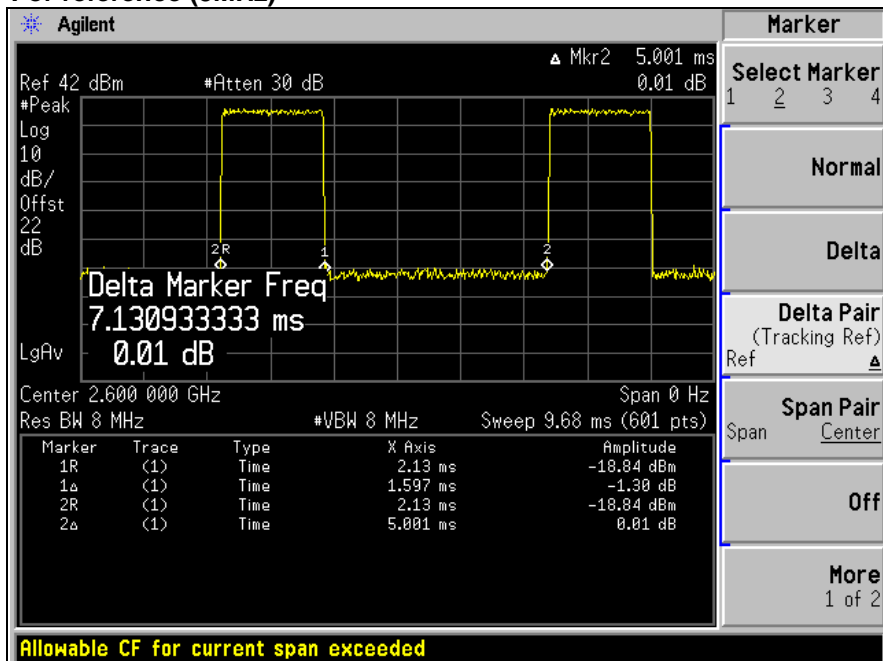 Agilent
Marker
▲ Mkr2 5.001 ms
Ref 42 dBm #Atten 30 dB 0.01 dB
#Peak
Log
10
dB/
Offst
22
dB
2R
1
2
Delta Marker Freq
7.130933333 ms
0.01 dB
LgAv
Center 2.600 000 GHz Span 0 Hz
Res BW 8 MHz #VBW 8 MHz Sweep 9.68 ms (601 pts)
Marker Trace Type X Axis Amplitude
1R (1) Time 2.13 ms -18.84 dBm
1▵ (1) Time 1.597 ms -1.30 dB
2R (1) Time 2.13 ms -18.84 dBm
2▵ (1) Time 5.001 ms 0.01 dB
Allowable CF for current span exceeded
Select Marker
1 2 3 4
Normal
Delta
Delta Pair
(Tracking Ref)
Ref ▵
Span Pair
Span Center
Off
More
1 of 2